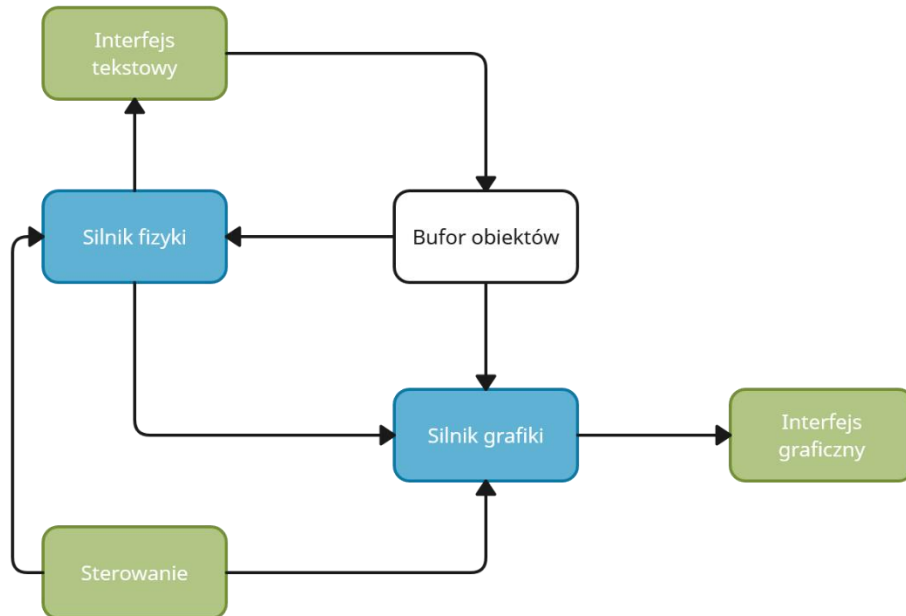 Interfejs
tekstowy
Silnik fizyki
Bufor obiektów
Silnik grafiki
Interfejs
graficzny
Sterowanie